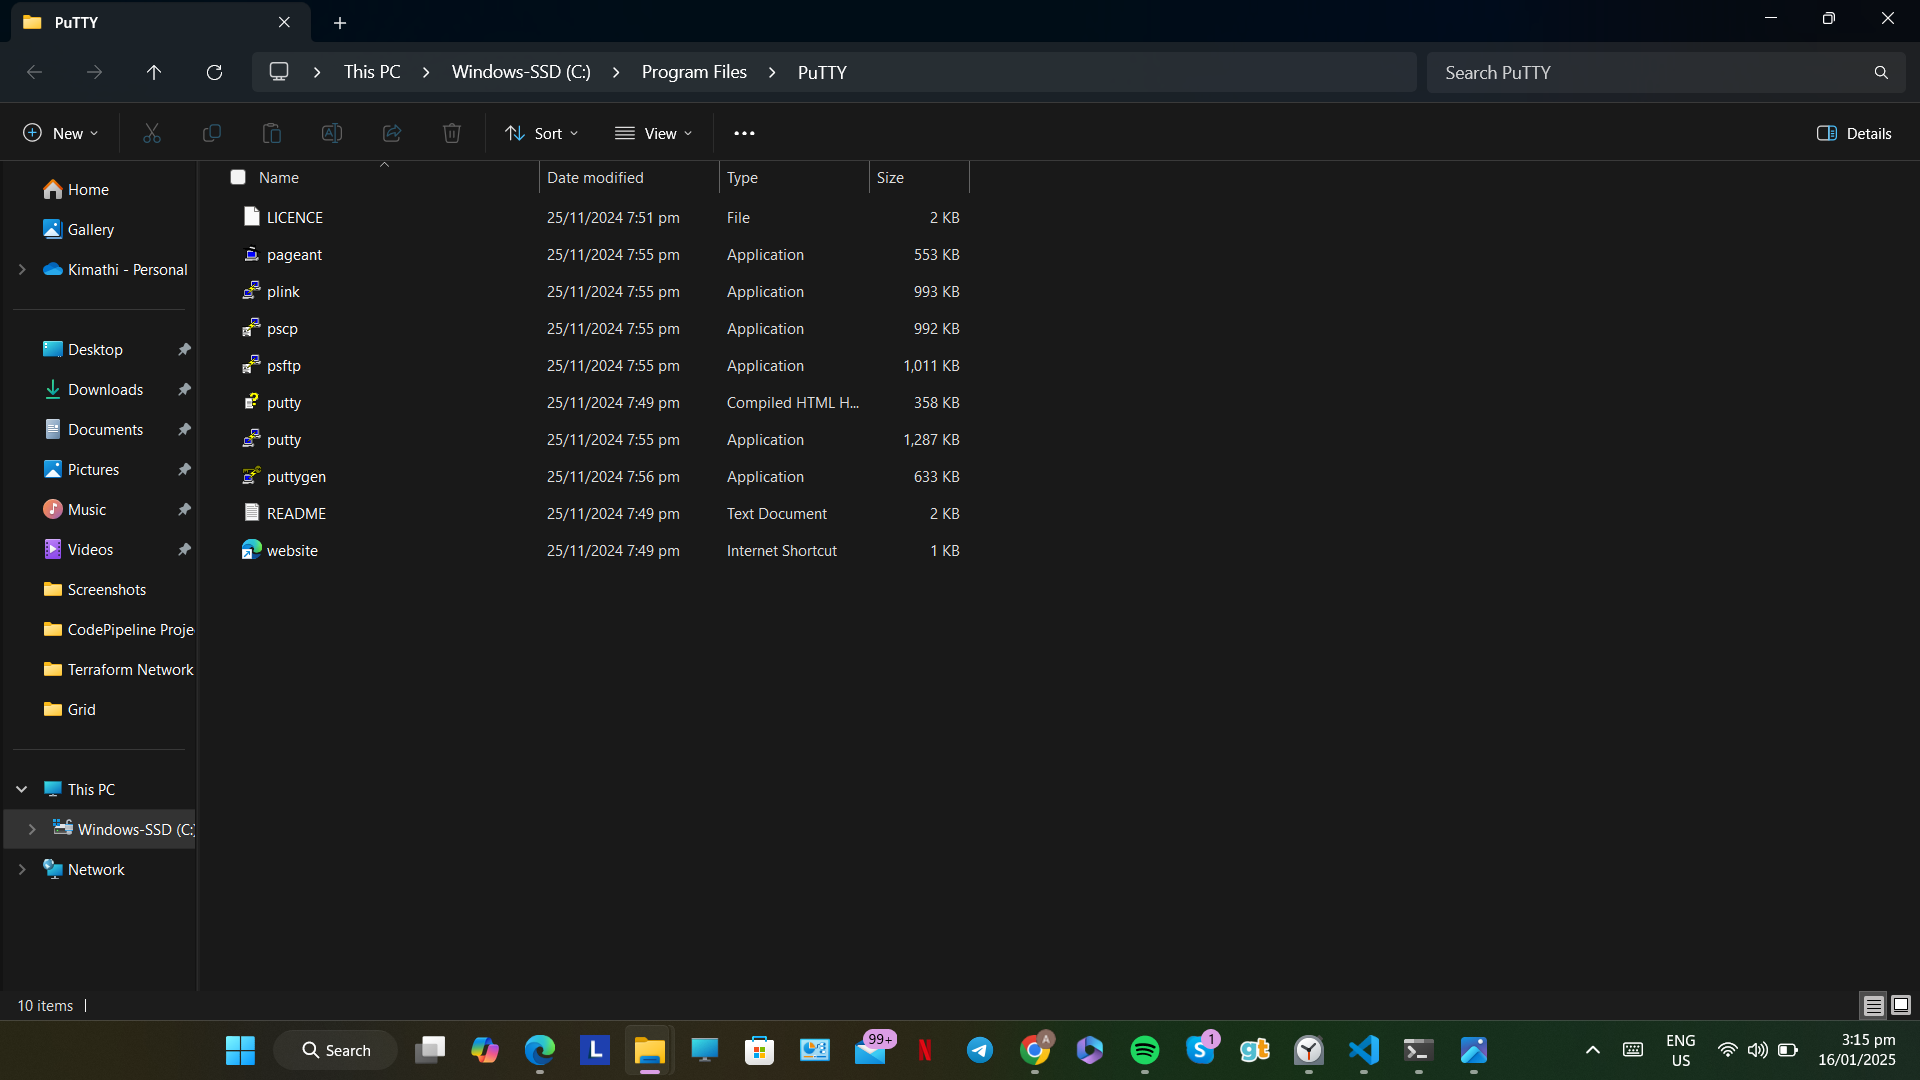 PuTTY
This PC
Windows-SSD (C:)
Program Files
PuTTY
Search PuTTY
New
Sort
View
Details
Name Date modified Type Size
LICENCE 25/11/2024 7:51 pm File 2 KB
pageant 25/11/2024 7:55 pm Application 553 KB
plink 25/11/2024 7:55 pm Application 993 KB
pscp 25/11/2024 7:55 pm Application 992 KB
psftp 25/11/2024 7:55 pm Application 1,011 KB
putty 25/11/2024 7:49 pm Compiled HTML H... 358 KB
putty 25/11/2024 7:55 pm Application 1,287 KB
puttygen 25/11/2024 7:56 pm Application 633 KB
README 25/11/2024 7:49 pm Text Document 2 KB
website 25/11/2024 7:49 pm Internet Shortcut 1 KB
Home
Gallery
Kimathi - Personal
Desktop
Downloads
Documents
Pictures
Music
Videos
Screenshots
CodePipeline Proje
Terraform Network
Grid
This PC
Windows-SSD (C:)
Network
10 items
Search
L
99+
N
A
1
gt
ENG
US
3:15 pm
16/01/2025